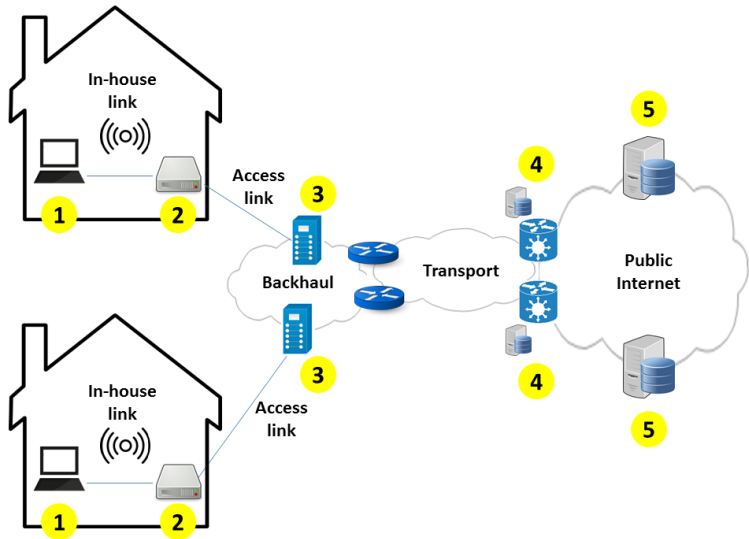 In-house
link
1
2
Access
link
3
Backhaul
Transport
4
5
Public
Internet
In-house
link
1
2
Access
link
3
4
5